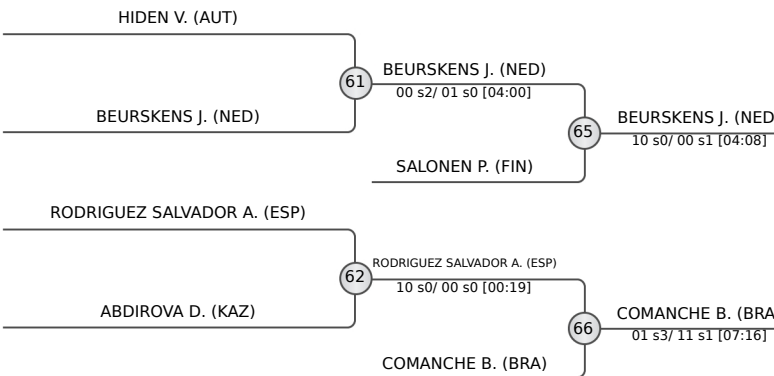 HIDEN V. (AUT)
61
BEURSKENS J. (NED)
00 s2/ 01 s0 [04:00]
BEURSKENS J. (NED)
65
BEURSKENS J. (NED
10 s0/ 00 s1 [04:08]
SALONEN P. (FIN)
RODRIGUEZ SALVADOR A. (ESP)
62
RODRIGUEZ SALVADOR A. (ESP)
10 s0/ 00 s0 [00:19]
ABDIROVA D. (KAZ)
66
COMANCHE B. (BRA
01 s3/ 11 s1 [07:16]
COMANCHE B. (BRA)